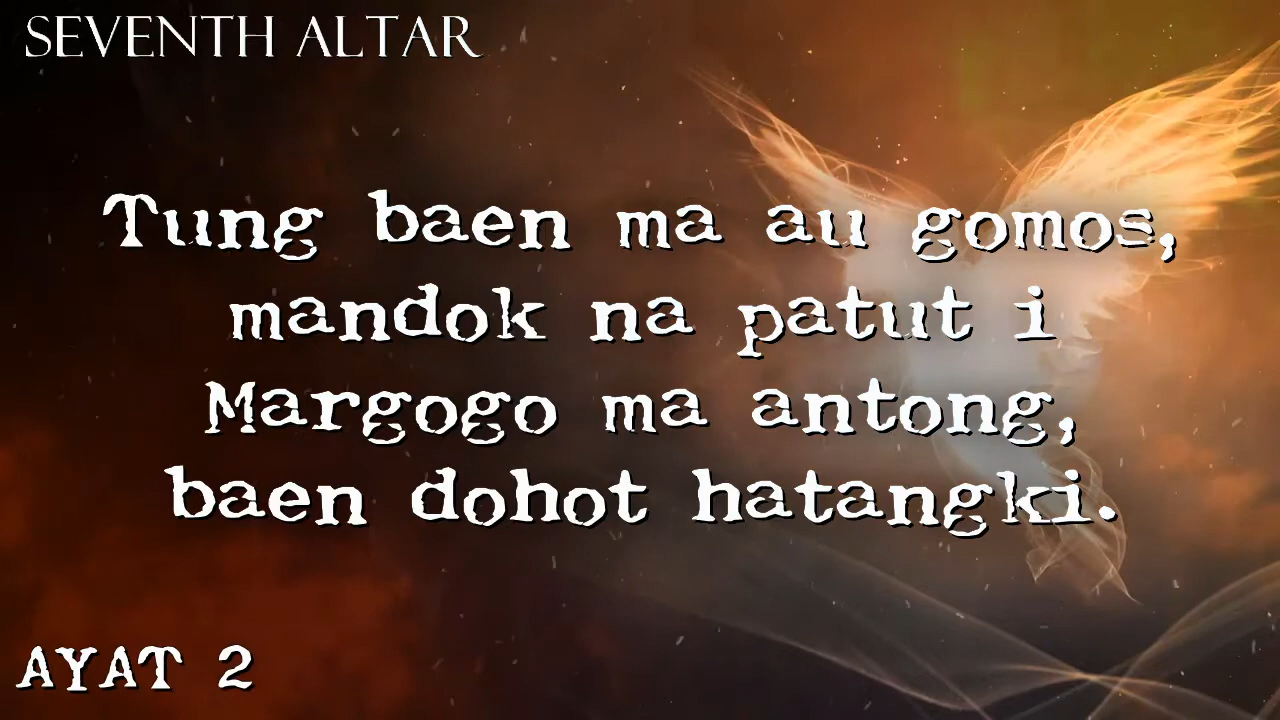 SEVENTH ALTAR
Tung baen ma au gomos,
mandok na patut i
Margogo ma antong,
baen dohot hatangki.
AYAT 2